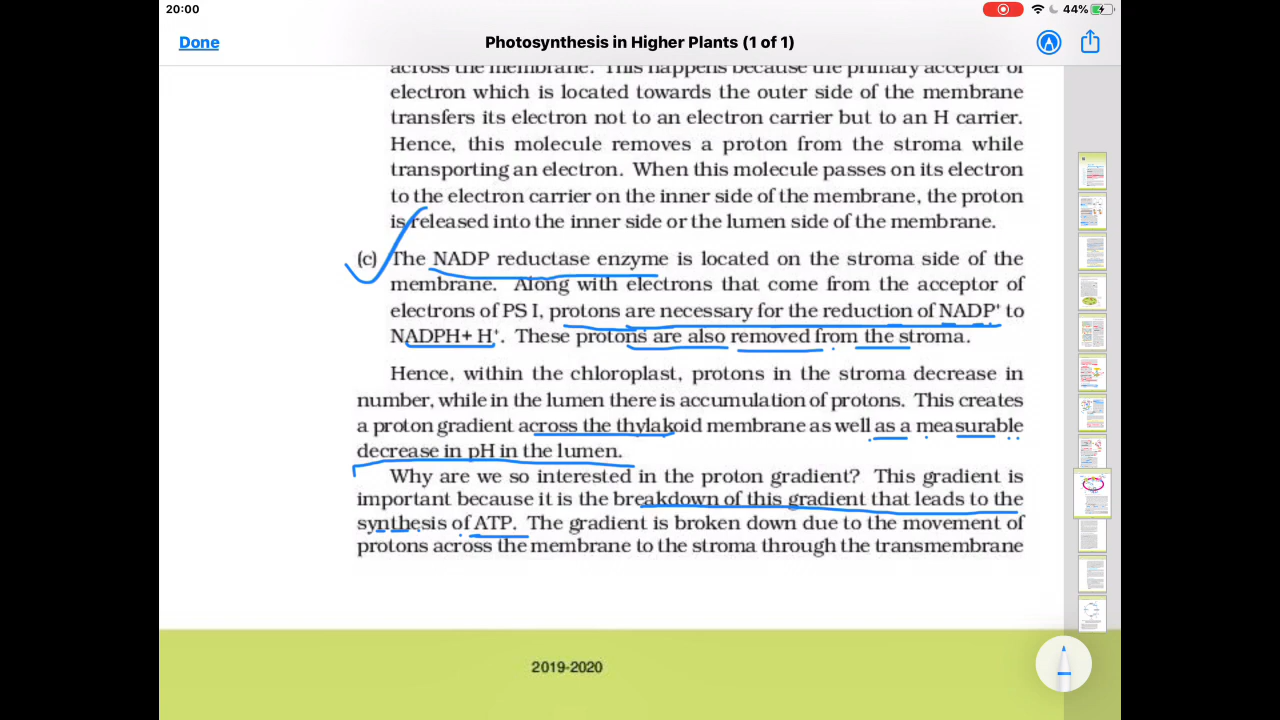 20:00
44%
Done
Photosynthesis in Higher Plants (1 of 1)
across the membrane. This happens because the primary accepter of
electron which is located towards the outer side of the membrane
transfers its electron not to an electron carrier but to an H carrier.
Hence, this molecule removes a proton from the stroma while
transporting an electron. When this molecule passes on its electron
to the electron carrier on the inner side of the membrane, the proton
is released into the inner side or the lumen side of the membrane.
(c) The NADP reductase enzyme is located on the stroma side of the
membrane. Along with electrons that come from the acceptor of
electrons of PS I, protons are necessary for the reduction of NADP⁺ to
NADPH+ H⁺. These protons are also removed from the stroma.
Hence, within the chloroplast, protons in the stroma decrease in
number, while in the lumen there is accumulation of protons. This creates
a proton gradient across the thylakoid membrane as well as a measurable
decrease in pH in the lumen.
Why are we so interested in the proton gradient? This gradient is
important because it is the breakdown of this gradient that leads to the
synthesis of ATP. The gradient is broken down due to the movement of
protons across the membrane to the stroma through the transmembrane
2019-2020